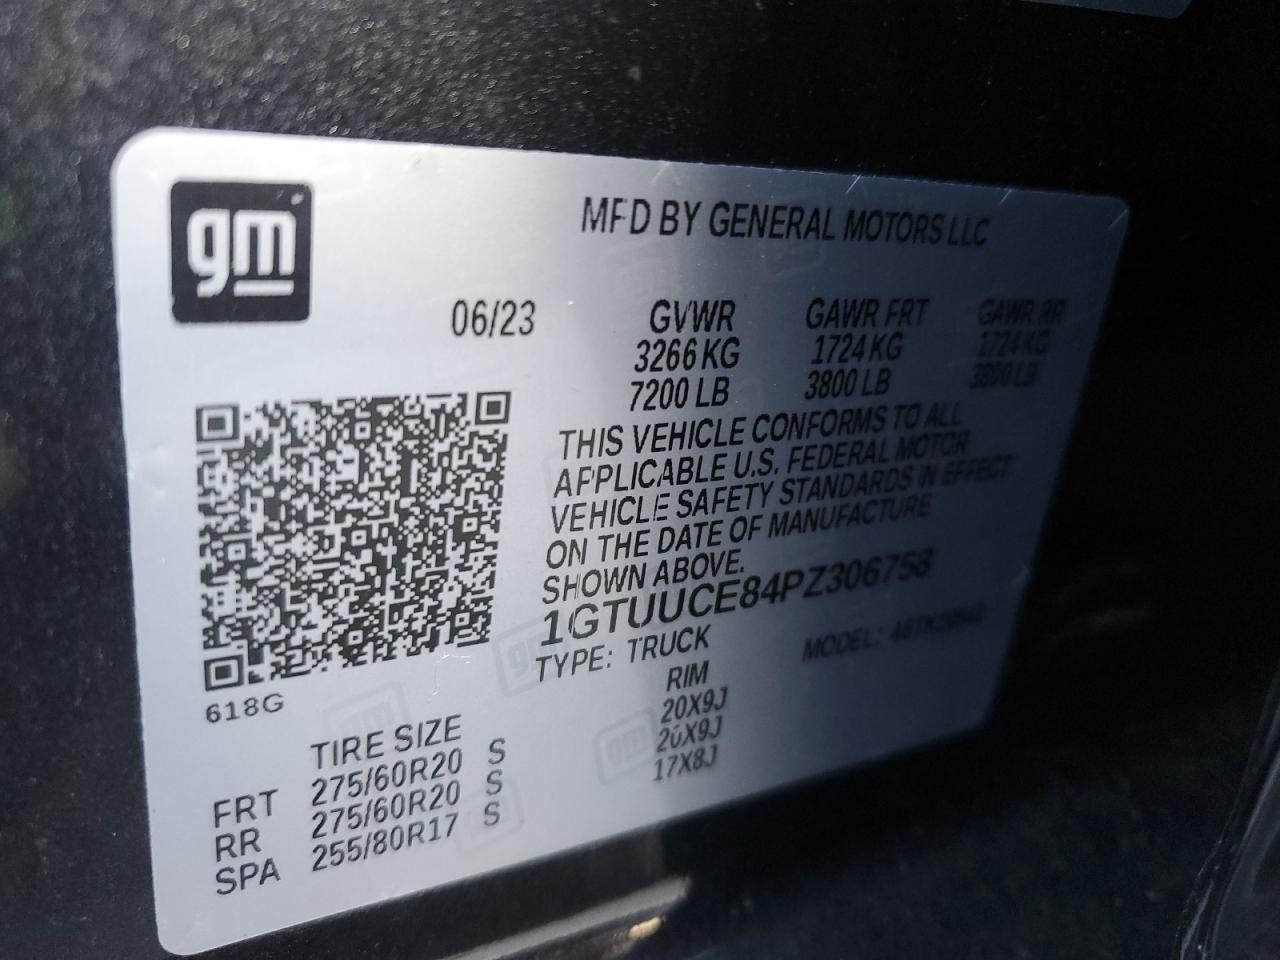 gm
MFD BY GENERAL MOTORS LLC
06/23
GVWR GAWR FRT GAWR RR
3266 KG 1724 KG 1724 KG
7200 LB 3800 LB 3800 LB
THIS VEHICLE CONFORMS TO ALL
APPLICABLE U.S. FEDERAL MOTOR
VEHICLE SAFETY STANDARDS IN EFFECT
ON THE DATE OF MANUFACTURE
SHOWN ABOVE.
1GTUUCE84PZ306758
TYPE: TRUCK MODEL:
618G
TIRE SIZE RIM
FRT 275/60R20 S 20X9J
RR 275/60R20 S 20X9J
SPA 255/80R17 S 17X8J